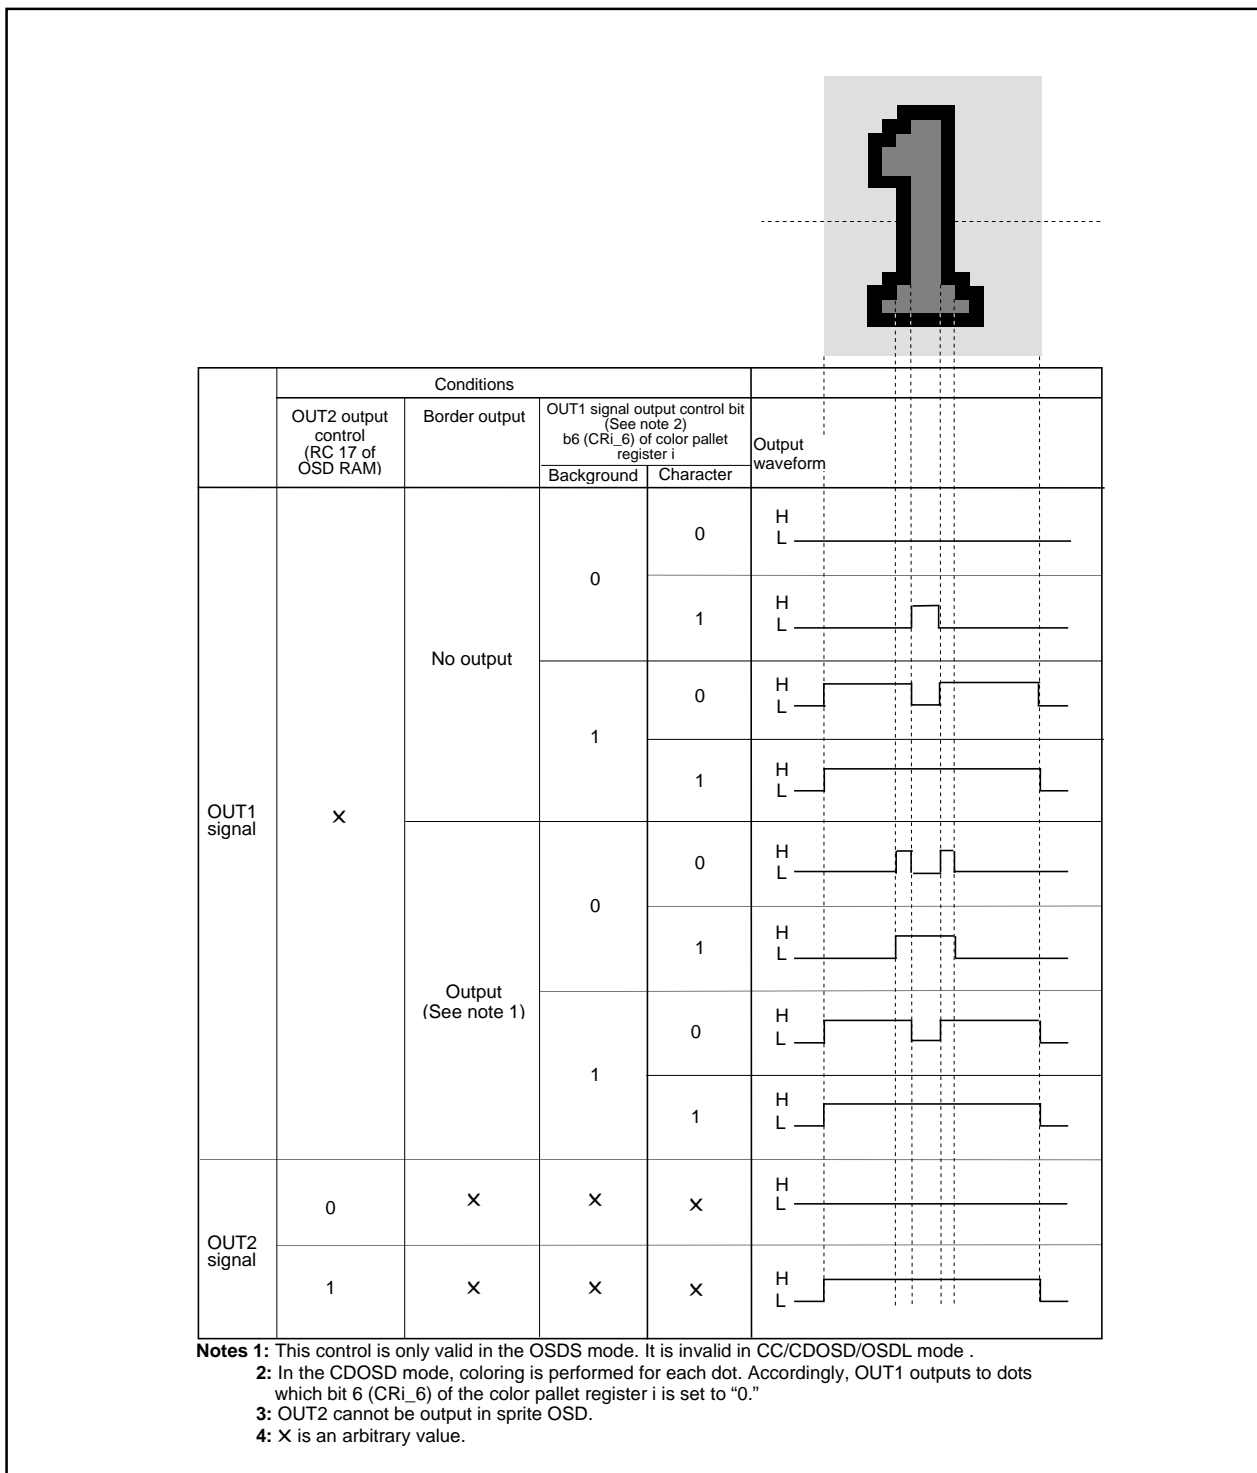 Conditions
OUT2 output
control
(RC 17 of
OSD RAM)
Border output
OUT1 signal output control bit
(See note 2)
b6 (CRi_6) of color pallet
register i
Background
Character
Output
waveform
OUT1
signal
×
No output
0
0
H
L
1
H
L
1
0
H
L
1
H
L
Output
(See note 1)
0
0
H
L
1
H
L
1
0
H
L
1
H
L
OUT2
signal
0
×
×
×
H
L
1
×
×
×
H
L
Notes 1: This control is only valid in the OSDS mode. It is invalid in CC/CDOSD/OSDL mode .
2: In the CDOSD mode, coloring is performed for each dot. Accordingly, OUT1 outputs to dots
which bit 6 (CRi_6) of the color pallet register i is set to “0.”
3: OUT2 cannot be output in sprite OSD.
4: × is an arbitrary value.